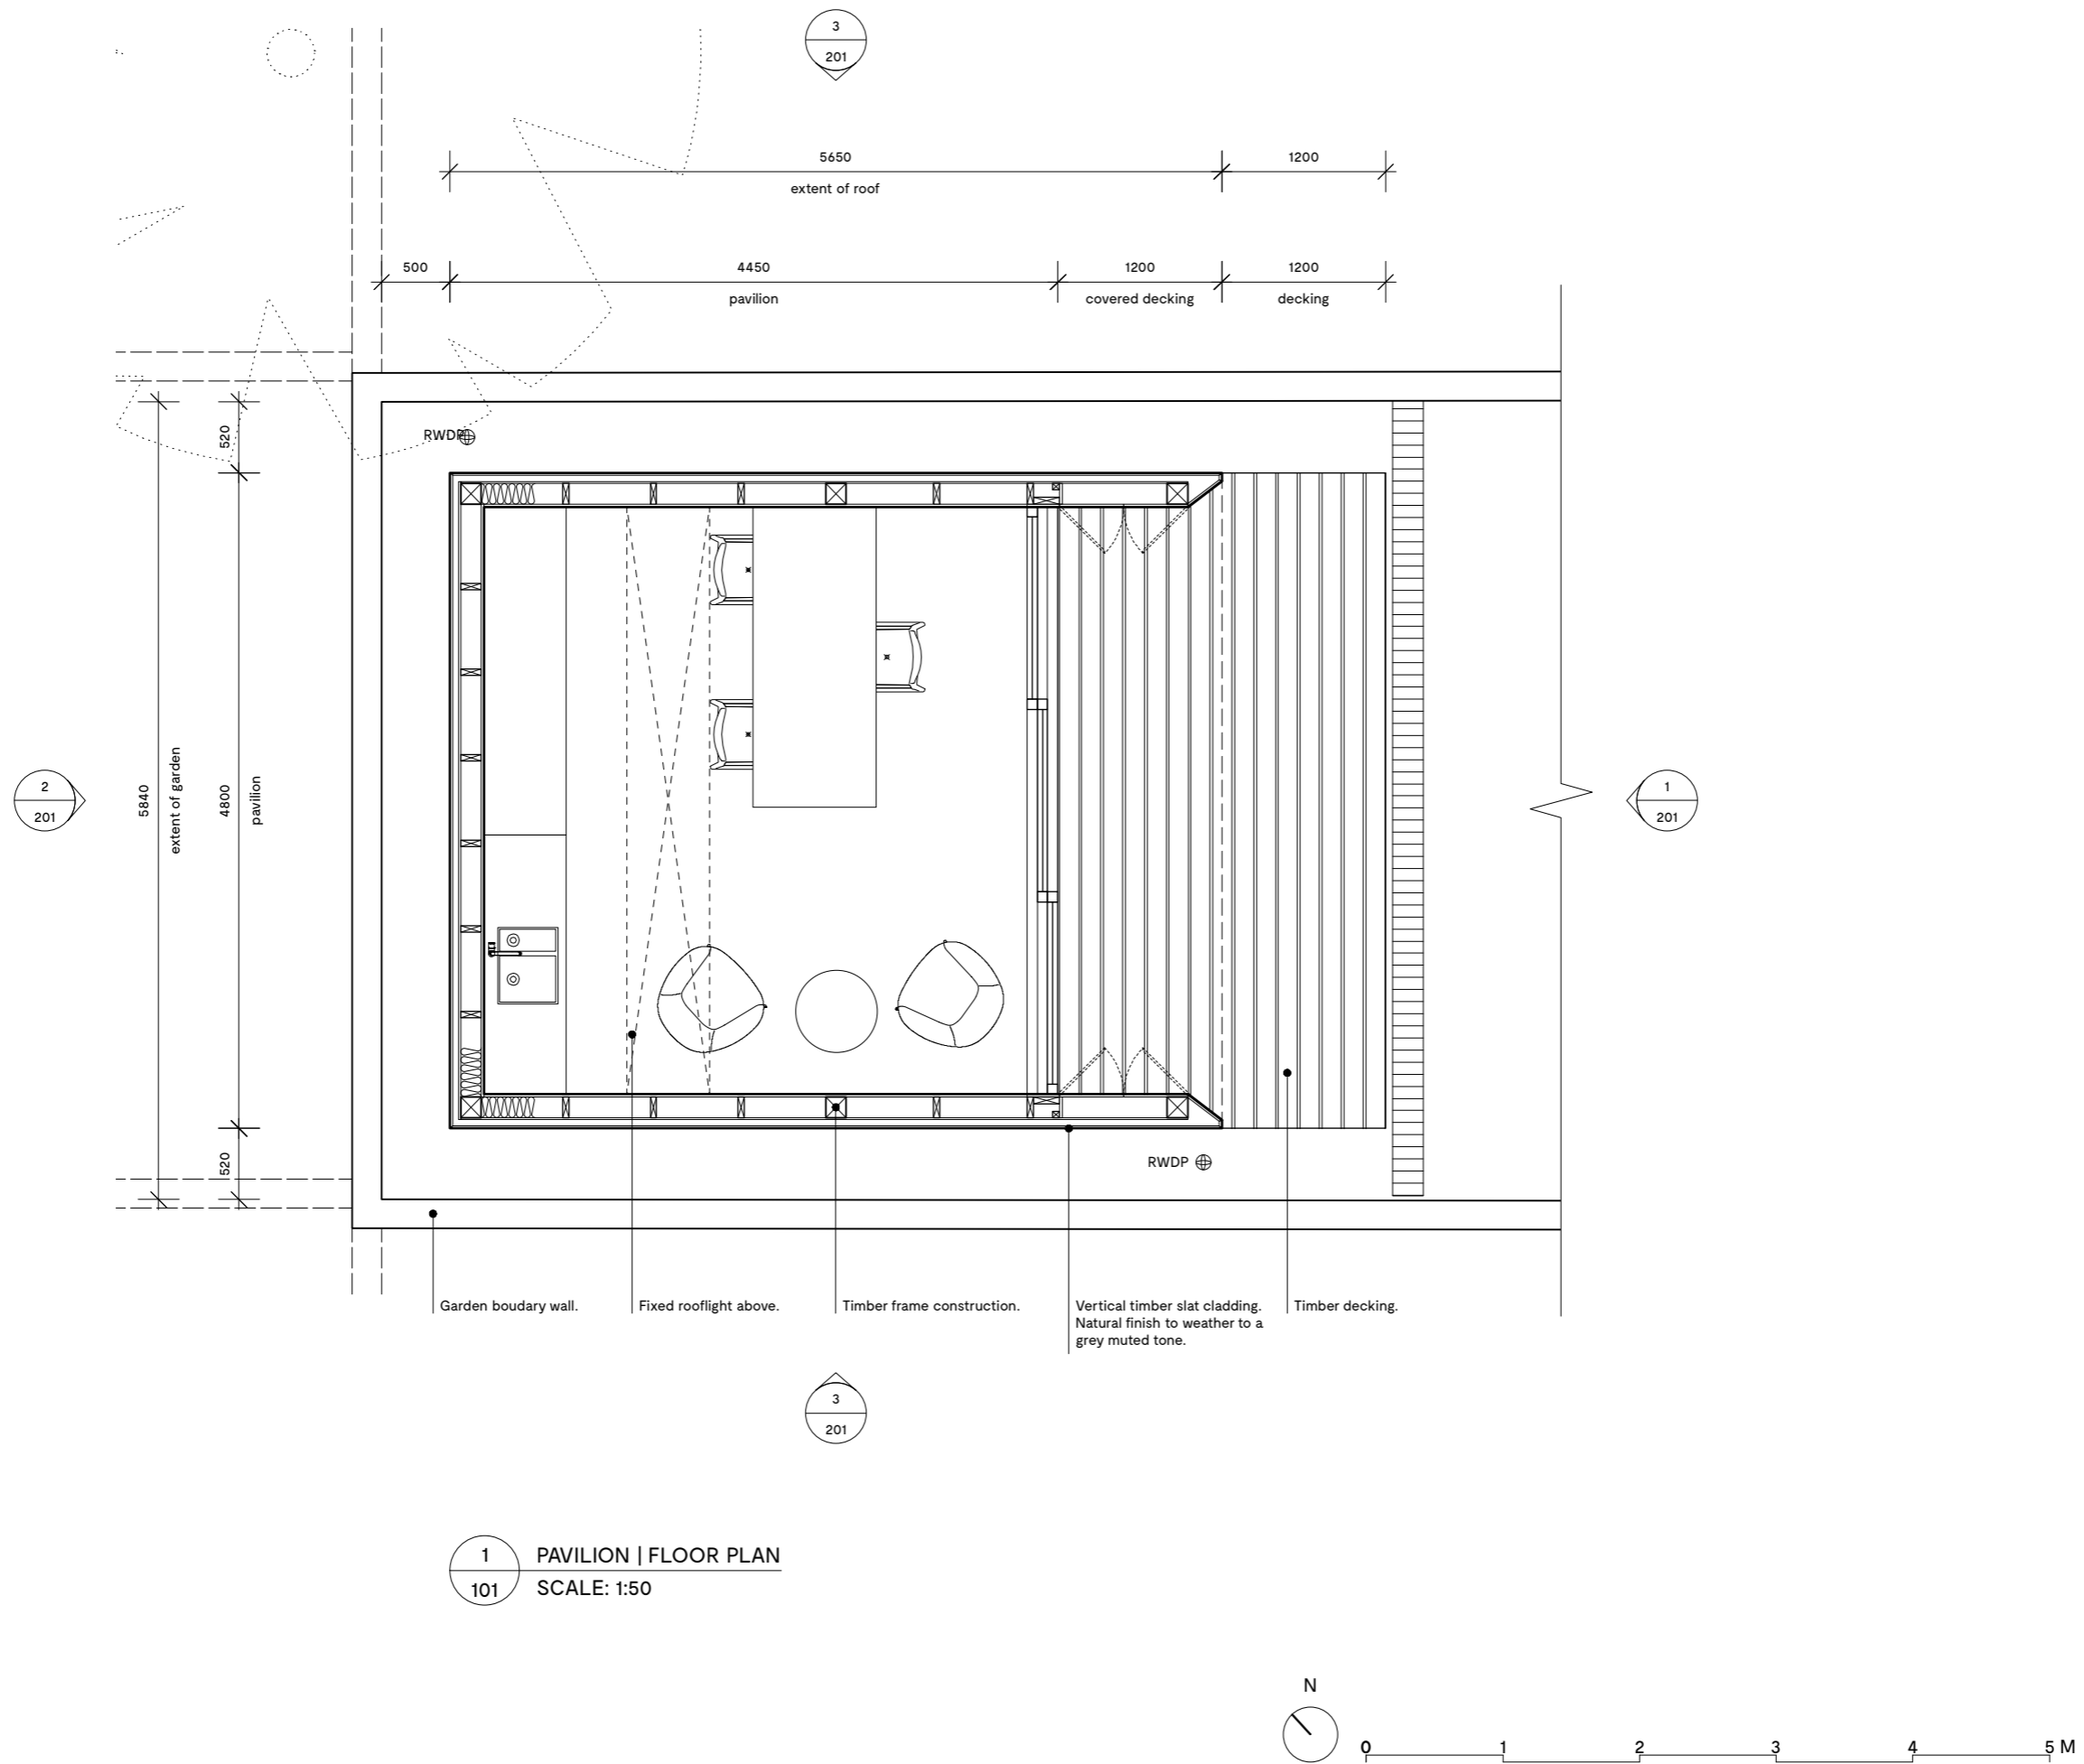 3
201
5650
1200
extent of roof
500
4450
1200
1200
pavilion
covered decking
decking
RWDP
520
5840
extent of garden
4800
pavilion
520
2
201
1
201
RWDP
Garden boudary wall.
Fixed rooflight above.
Timber frame construction.
Vertical timber slat cladding.
Natural finish to weather to a
grey muted tone.
Timber decking.
3
201
1
101
PAVILION | FLOOR PLAN
SCALE: 1:50
N
0 1 2 3 4 5 M